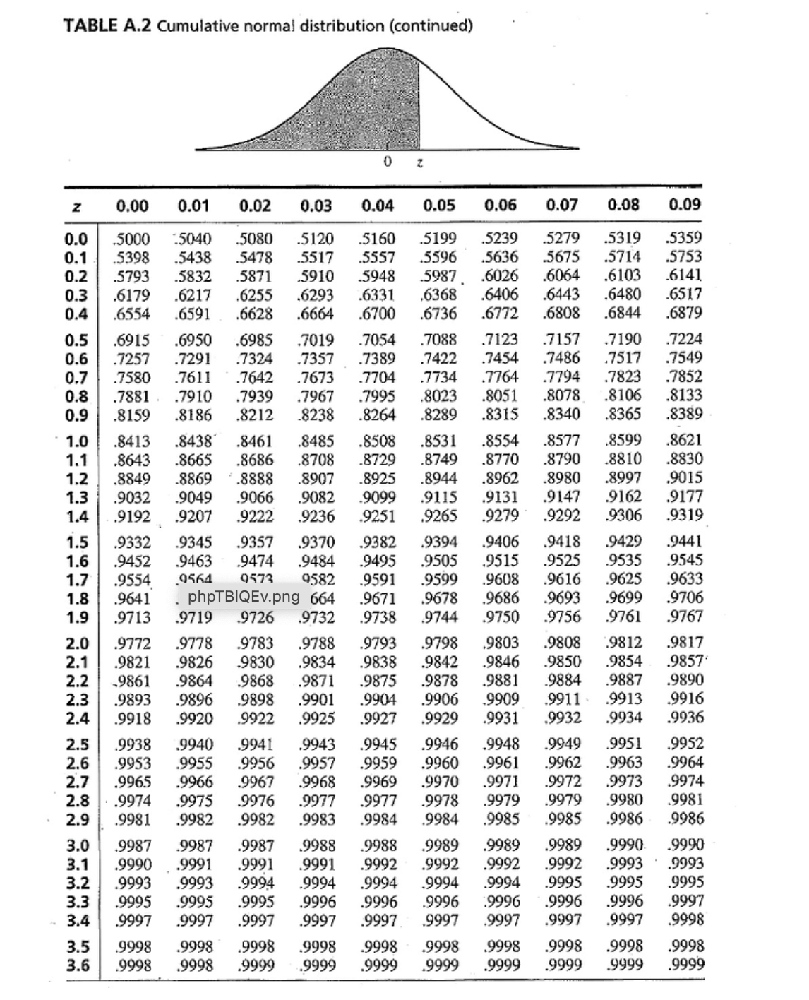 TABLE A.2 Cumulative normal distribution (continued)
0 z
z 0.00 0.01 0.02 0.03 0.04 0.05 0.06 0.07 0.08 0.09
0.0 .5000 .5040 .5080 .5120 .5160 .5199 .5239 .5279 .5319 .5359
0.1 .5398 .5438 .5478 .5517 .5557 .5596 .5636 .5675 .5714 .5753
0.2 .5793 .5832 .5871 .5910 .5948 .5987 .6026 .6064 .6103 .6141
0.3 .6179 .6217 .6255 .6293 .6331 .6368 .6406 .6443 .6480 .6517
0.4 .6554 .6591 .6628 .6664 .6700 .6736 .6772 .6808 .6844 .6879
0.5 .6915 .6950 .6985 .7019 .7054 .7088 .7123 .7157 .7190 .7224
0.6 .7257 .7291 .7324 .7357 .7389 .7422 .7454 .7486 .7517 .7549
0.7 .7580 .7611 .7642 .7673 .7704 .7734 .7764 .7794 .7823 .7852
0.8 .7881 .7910 .7939 .7967 .7995 .8023 .8051 .8078 .8106 .8133
0.9 .8159 .8186 .8212 .8238 .8264 .8289 .8315 .8340 .8365 .8389
1.0 .8413 .8438 .8461 .8485 .8508 .8531 .8554 .8577 .8599 .8621
1.1 .8643 .8665 .8686 .8708 .8729 .8749 .8770 .8790 .8810 .8830
1.2 .8849 .8869 .8888 .8907 .8925 .8944 .8962 .8980 .8997 .9015
1.3 .9032 .9049 .9066 .9082 .9099 .9115 .9131 .9147 .9162 .9177
1.4 .9192 .9207 .9222 .9236 .9251 .9265 .9279 .9292 .9306 .9319
1.5 .9332 .9345 .9357 .9370 .9382 .9394 .9406 .9418 .9429 .9441
1.6 .9452 .9463 .9474 .9484 .9495 .9505 .9515 .9525 .9535 .9545
1.7 .9554 .9564 .9573 .9582 .9591 .9599 .9608 .9616 .9625 .9633
1.8 .9641 phpTBIQEv.png 664 .9671 .9678 .9686 .9693 .9699 .9706
1.9 .9713 .9719 .9726 .9732 .9738 .9744 .9750 .9756 .9761 .9767
2.0 .9772 .9778 .9783 .9788 .9793 .9798 .9803 .9808 .9812 .9817
2.1 .9821 .9826 .9830 .9834 .9838 .9842 .9846 .9850 .9854 .9857
2.2 .9861 .9864 .9868 .9871 .9875 .9878 .9881 .9884 .9887 .9890
2.3 .9893 .9896 .9898 .9901 .9904 .9906 .9909 .9911 .9913 .9916
2.4 .9918 .9920 .9922 .9925 .9927 .9929 .9931 .9932 .9934 .9936
2.5 .9938 .9940 .9941 .9943 .9945 .9946 .9948 .9949 .9951 .9952
2.6 .9953 .9955 .9956 .9957 .9959 .9960 .9961 .9962 .9963 .9964
2.7 .9965 .9966 .9967 .9968 .9969 .9970 .9971 .9972 .9973 .9974
2.8 .9974 .9975 .9976 .9977 .9977 .9978 .9979 .9979 .9980 .9981
2.9 .9981 .9982 .9982 .9983 .9984 .9984 .9985 .9985 .9986 .9986
3.0 .9987 .9987 .9987 .9988 .9988 .9989 .9989 .9989 .9990 .9990
3.1 .9990 .9991 .9991 .9991 .9992 .9992 .9992 .9992 .9993 .9993
3.2 .9993 .9993 .9994 .9994 .9994 .9994 .9994 .9995 .9995 .9995
3.3 .9995 .9995 .9995 .9996 .9996 .9996 .9996 .9996 .9996 .9997
3.4 .9997 .9997 .9997 .9997 .9997 .9997 .9997 .9997 .9997 .9998
3.5 .9998 .9998 .9998 .9998 .9998 .9998 .9998 .9998 .9998 .9998
3.6 .9998 .9998 .9999 .9999 .9999 .9999 .9999 .9999 .9999 .9999